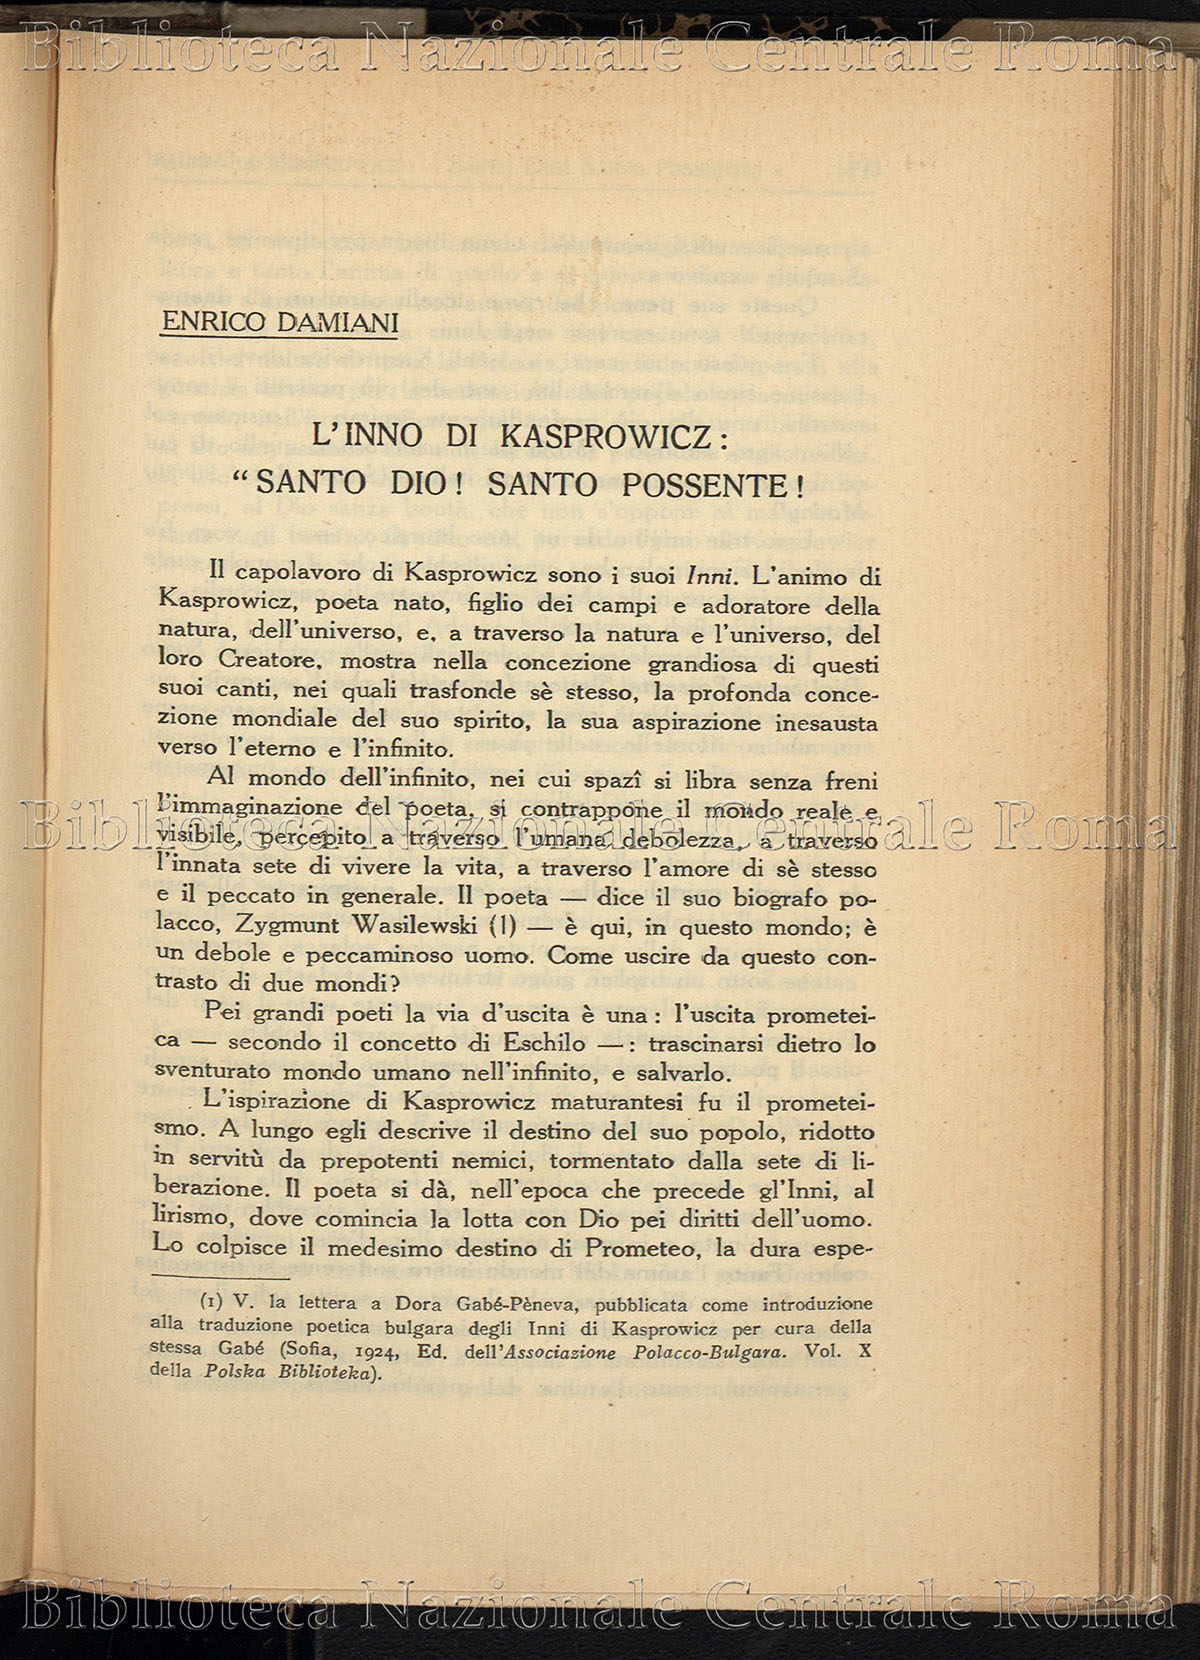 Biblioteca Nazionale Centrale Roma
ENRICO DAMIANI
L'INNO DI KASPROWICZ:
“SANTO DIO! SANTO POSSENTE!
Il capolavoro di Kasprowicz sono i suoi Inni. L'animo di
Kasprowicz, poeta nato, figlio dei campi e adoratore della
natura, dell'universo, e, a traverso la natura e l'universo, del
loro Creatore, mostra nella concezione grandiosa di questi
suoi canti, nei quali trasfonde sè stesso, la profonda conce-
zione mondiale del suo spirito, la sua aspirazione inesausta
verso l'eterno e l'infinito.
Al mondo dell'infinito, nei cui spazî si libra senza freni
l'immaginazione del poeta, si contrappone il mondo reale e
Biblioteca Nazionale Centrale Roma
visibile, percepito a traverso l'umana debolezza, a traverso
l'innata sete di vivere la vita, a traverso l'amore di sè stesso
e il peccato in generale. Il poeta — dice il suo biografo po-
lacco, Zygmunt Wasilewski (1) — è qui, in questo mondo; è
un debole e peccaminoso uomo. Come uscire da questo con-
trasto di due mondi?
Pei grandi poeti la via d'uscita è una: l'uscita prometei-
ca — secondo il concetto di Eschilo —: trascinarsi dietro lo
sventurato mondo umano nell'infinito, e salvarlo.
L'ispirazione di Kasprowicz maturantesi fu il prometei-
smo. A lungo egli descrive il destino del suo popolo, ridotto
in servitù da prepotenti nemici, tormentato dalla sete di li-
berazione. Il poeta si dà, nell'epoca che precede gl'Inni, al
lirismo, dove comincia la lotta con Dio pei diritti dell'uomo.
Lo colpisce il medesimo destino di Prometeo, la dura espe-
(1) V. la lettera a Dora Gabé-Pèneva, pubblicata come introduzione
alla traduzione poetica bulgara degli Inni di Kasprowicz per cura della
stessa Gabé (Sofia, 1924, Ed. dell'Associazione Polacco-Bulgara. Vol. X
della Polska Biblioteka).
Biblioteca Nazionale Centrale Roma